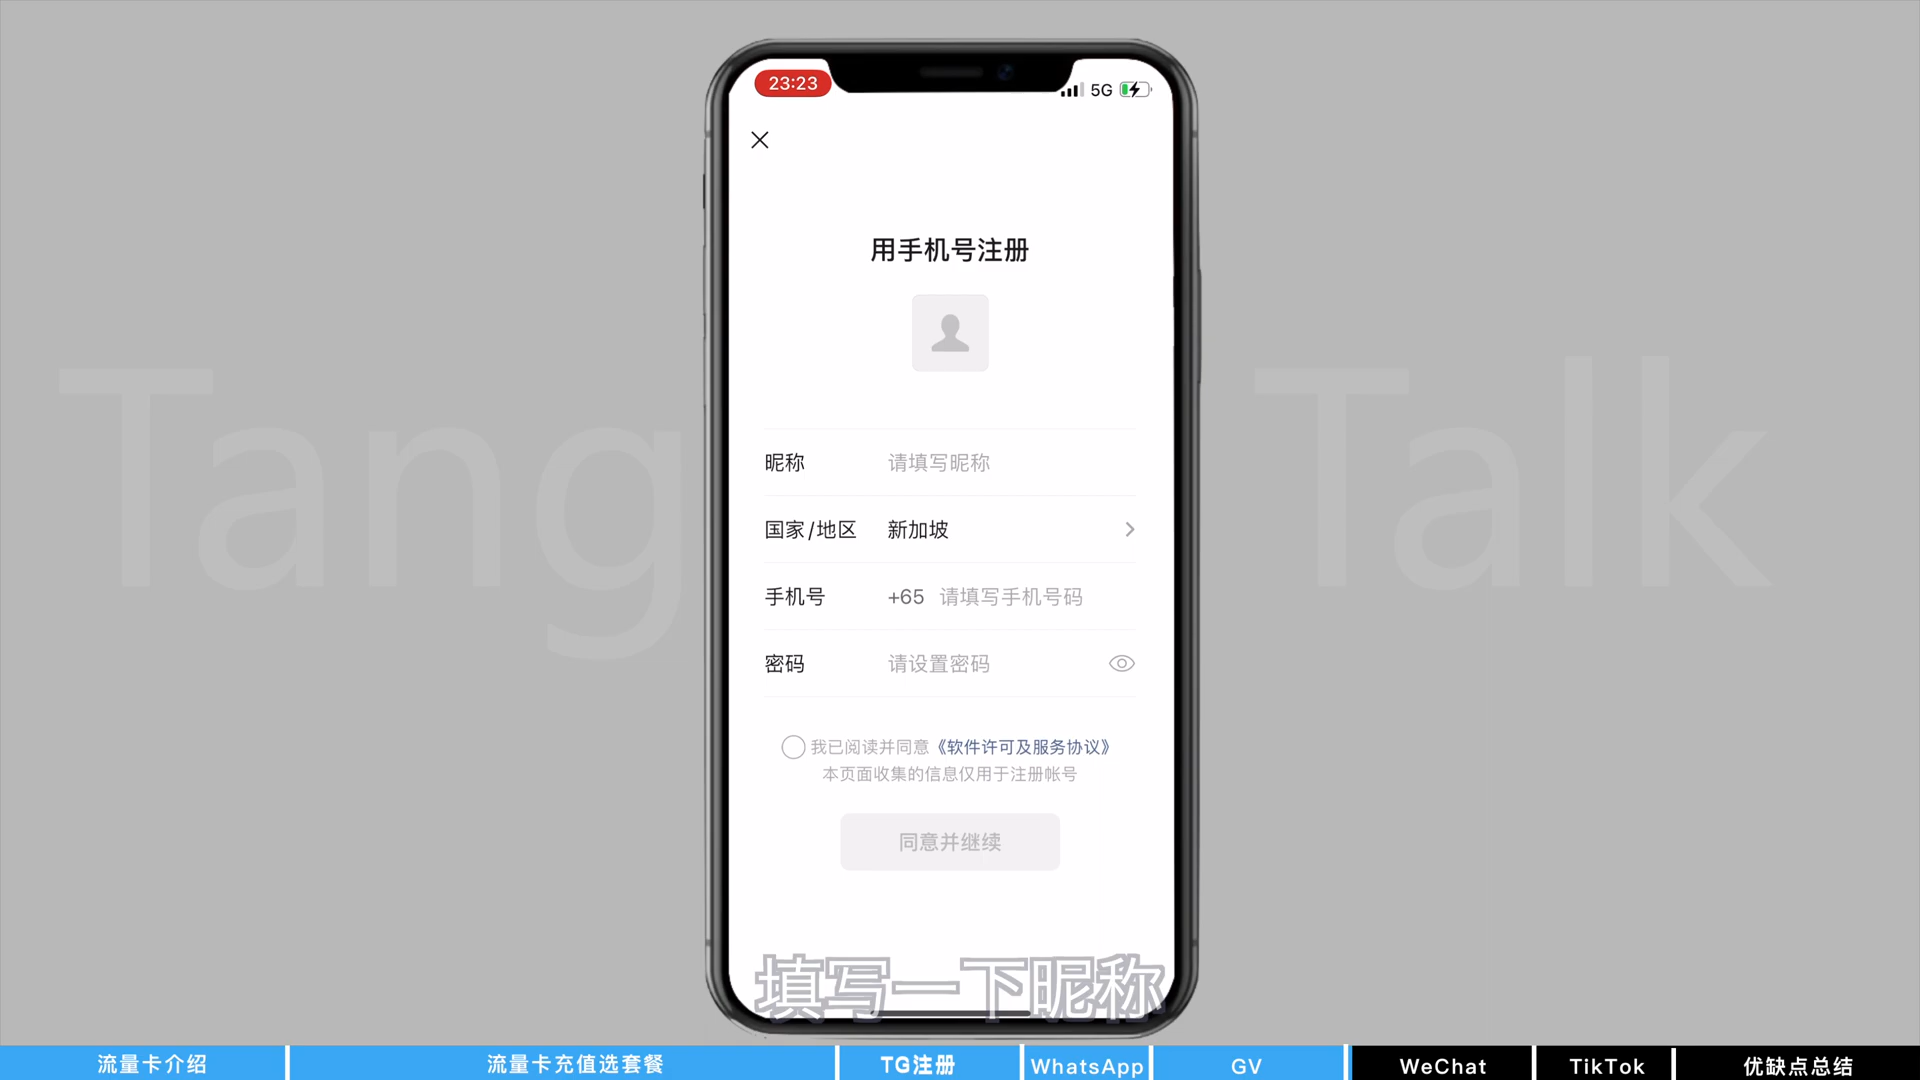 23:23
5G
用手机号注册
昵称 请填写昵称
国家/地区 新加坡
手机号 +65 请填写手机号码
密码 请设置密码
我已阅读并同意《软件许可及服务协议》
本页面收集的信息仅用于注册帐号
同意并继续
Tang Talk
填写一下昵称
流量卡介绍 流量卡充值选套餐 TG注册 WhatsApp GV WeChat TikTok 优缺点总结